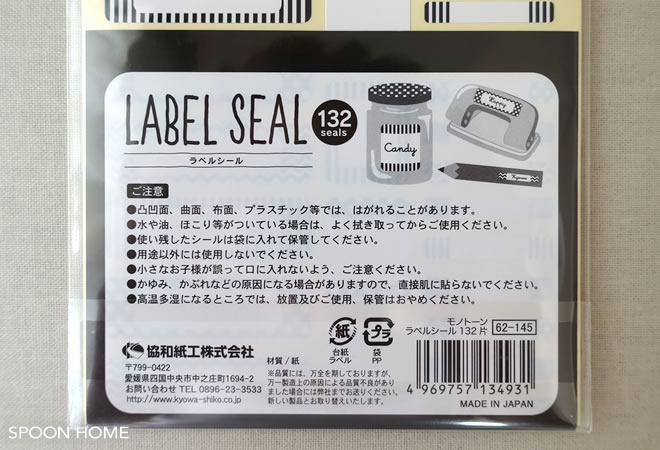 LABEL SEAL
132
seals
ラベルシール
Candy
Happy
ご注意
●凸凹面、曲面、布面、プラスチック等では、はがれることがあります。
●水や油、ほこり等がついている場合は、よく拭き取ってからご使用ください。
●使い残したシールは袋に入れて保管してください。
●用途以外には使用しないでください。
●小さなお子様が誤って口に入れないよう、ご注意ください。
●かゆみ、かぶれなどの原因になる場合がありますので、直接肌に貼らないでください。
●高温多湿になるところでは、放置及びご使用、保管はおやめください。
協和紙工株式会社
〒799-0422
愛媛県四国中央市中之庄町1694-2
お問い合わせ TEL 0896-23-3533
http://www.kyowa-shiko.co.jp
材質/紙
紙
台紙
ラベル
プラ
袋
PP
※品質には、万全を期しておりますが、
万一製造上の原因による品質不良があり
ました場合には弊社までお送りください。
新しい製品とお取り替えいたします。
モノトーン
ラベルシール132片
62-145
4 969757 134931
MADE IN JAPAN
SPOON HOME